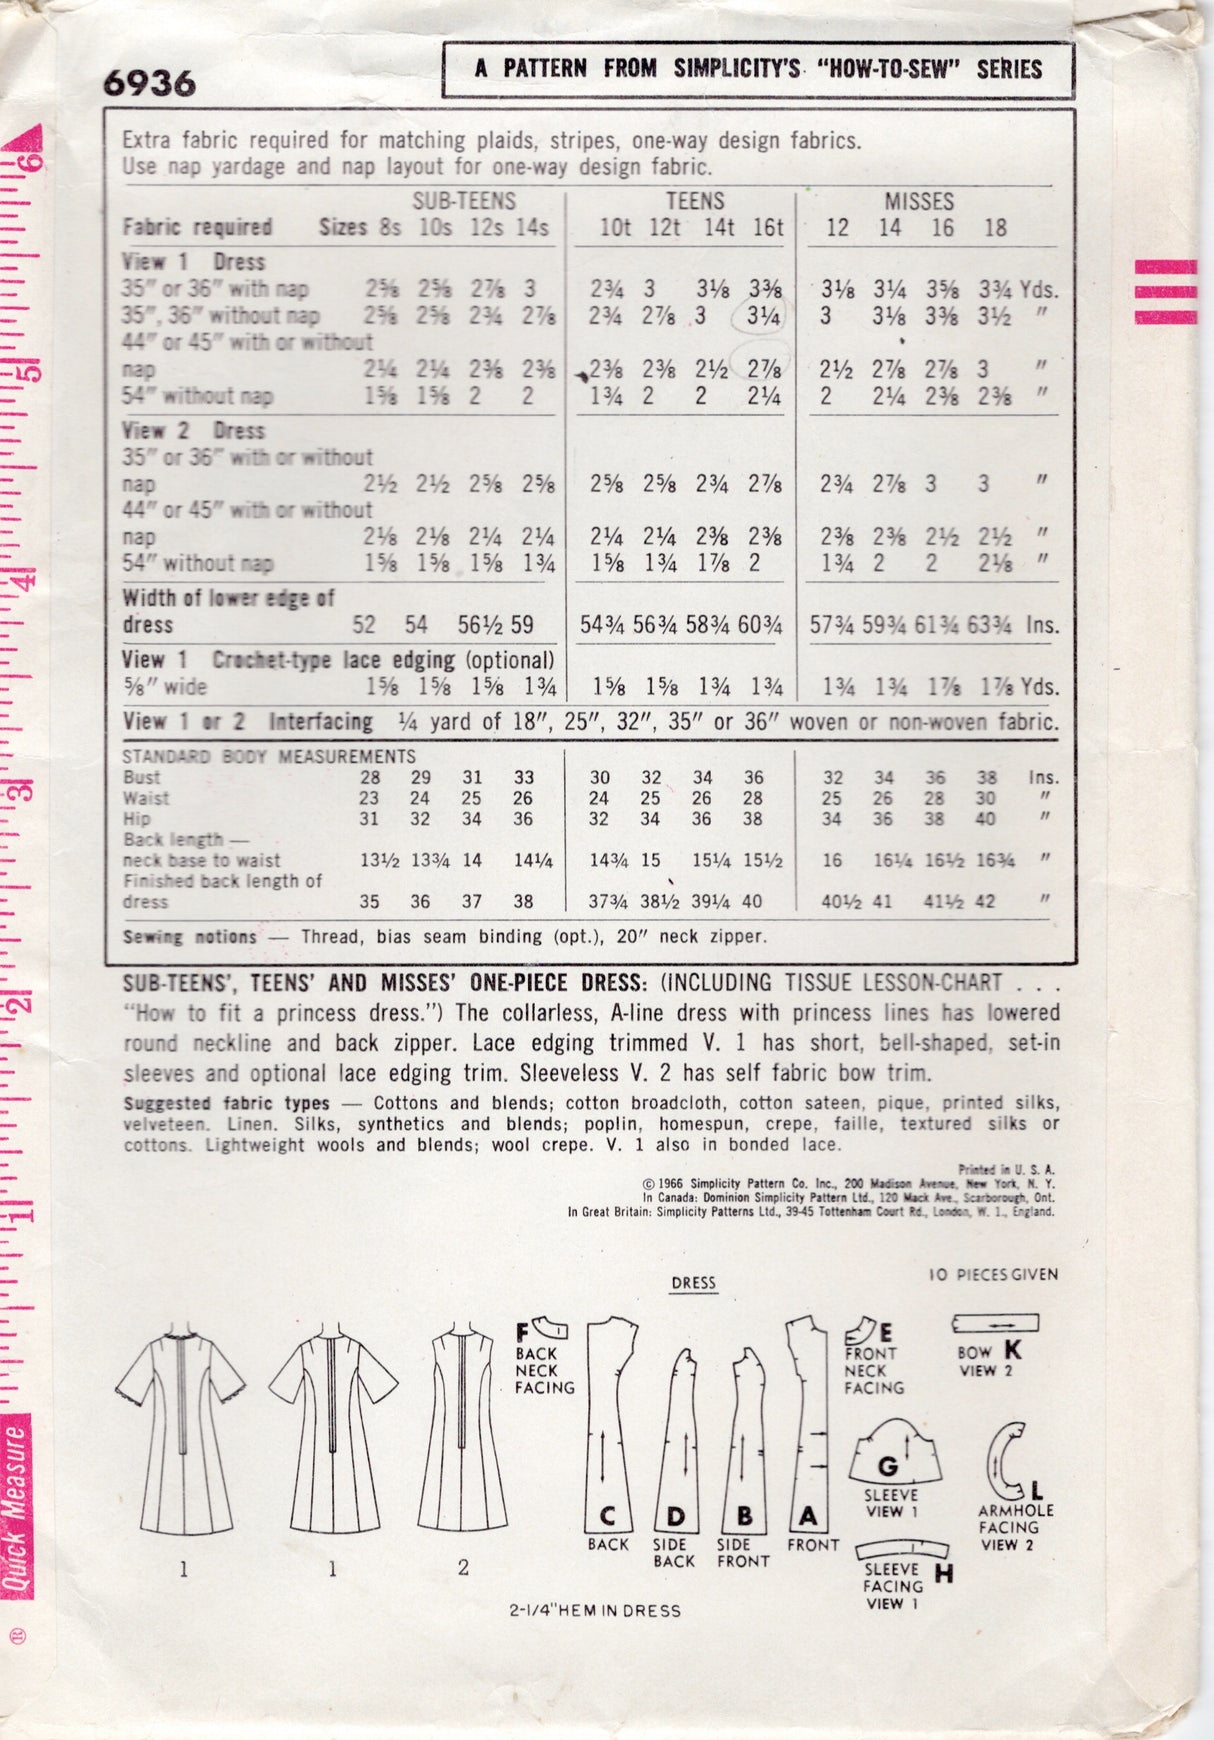 6936
A PATTERN FROM SIMPLICITY'S "HOW-TO-SEW" SERIES
Extra fabric required for matching plaids, stripes, one-way design fabrics.
Use nap yardage and nap layout for one-way design fabric.
SUB-TEENS TEENS MISSES
Fabric required Sizes 8s 10s 12s 14s 10t 12t 14t 16t 12 14 16 18
View 1 Dress
35" or 36" with nap 2⅝ 2⅝ 2⅞ 3 2¾ 3 3⅛ 3⅜ 3⅛ 3¼ 3⅝ 3¾ Yds.
35", 36" without nap 2⅝ 2⅝ 2¾ 2⅞ 2¾ 2⅞ 3 3¼ 3 3⅛ 3⅜ 3½ "
44" or 45" with or without
nap 2¼ 2¼ 2⅜ 2⅜ 2⅜ 2⅜ 2½ 2⅞ 2½ 2⅞ 2⅞ 3 "
54" without nap 1⅝ 1⅝ 2 2 1¾ 2 2 2¼ 2 2¼ 2⅜ 2⅜ "
View 2 Dress
35" or 36" with or without
nap 2½ 2½ 2⅝ 2⅝ 2⅝ 2⅝ 2¾ 2⅞ 2¾ 2⅞ 3 3 "
44" or 45" with or without
nap 2⅛ 2⅛ 2¼ 2¼ 2¼ 2¼ 2⅜ 2⅜ 2⅜ 2⅜ 2½ 2½ "
54" without nap 1⅝ 1⅝ 1⅝ 1¾ 1⅝ 1¾ 1⅞ 2 1¾ 2 2 2⅛ "
Width of lower edge of
dress 52 54 56½ 59 54¾ 56¾ 58¾ 60¾ 57¾ 59¾ 61¾ 63¾ Ins.
View 1 Crochet-type lace edging (optional)
⅝" wide 1⅝ 1⅝ 1⅝ 1¾ 1⅝ 1⅝ 1¾ 1¾ 1¾ 1¾ 1⅞ 1⅞ Yds.
View 1 or 2 Interfacing ¼ yard of 18", 25", 32", 35" or 36" woven or non-woven fabric.
STANDARD BODY MEASUREMENTS
Bust 28 29 31 33 30 32 34 36 32 34 36 38 Ins.
Waist 23 24 25 26 24 25 26 28 25 26 28 30 "
Hip 31 32 34 36 32 34 36 38 34 36 38 40 "
Back length —
neck base to waist 13½ 13¾ 14 14¼ 14¾ 15 15¼ 15½ 16 16¼ 16½ 16¾ "
Finished back length of
dress 35 36 37 38 37¾ 38½ 39¼ 40 40½ 41 41½ 42 "
Sewing notions — Thread, bias seam binding (opt.), 20" neck zipper.
SUB-TEENS', TEENS' AND MISSES' ONE-PIECE DRESS: (INCLUDING TISSUE LESSON-CHART . . .
"How to fit a princess dress.") The collarless, A-line dress with princess lines has lowered
round neckline and back zipper. Lace edging trimmed V. 1 has short, bell-shaped, set-in
sleeves and optional lace edging trim. Sleeveless V. 2 has self fabric bow trim.
Suggested fabric types — Cottons and blends; cotton broadcloth, cotton sateen, pique, printed silks,
velveteen. Linen. Silks, synthetics and blends; poplin, homespun, crepe, faille, textured silks or
cottons. Lightweight wools and blends; wool crepe. V. 1 also in bonded lace.
Printed in U. S. A.
© 1966 Simplicity Pattern Co. Inc., 200 Madison Avenue, New York, N. Y.
In Canada: Dominion Simplicity Pattern Ltd., 120 Mack Ave., Scarborough, Ont.
In Great Britain: Simplicity Patterns Ltd., 39-45 Tottenham Court Rd., London, W. 1., England.
DRESS
10 PIECES GIVEN
1
1
2
F
BACK
NECK
FACING
C
BACK
D
SIDE
BACK
B
SIDE
FRONT
A
FRONT
E
FRONT
NECK
FACING
G
SLEEVE
VIEW 1
SLEEVE H
FACING
VIEW 1
BOW K
VIEW 2
L
ARMHOLE
FACING
VIEW 2
2-1/4" HEM IN DRESS
6
5
4
3
2
1
Quick Measure
®